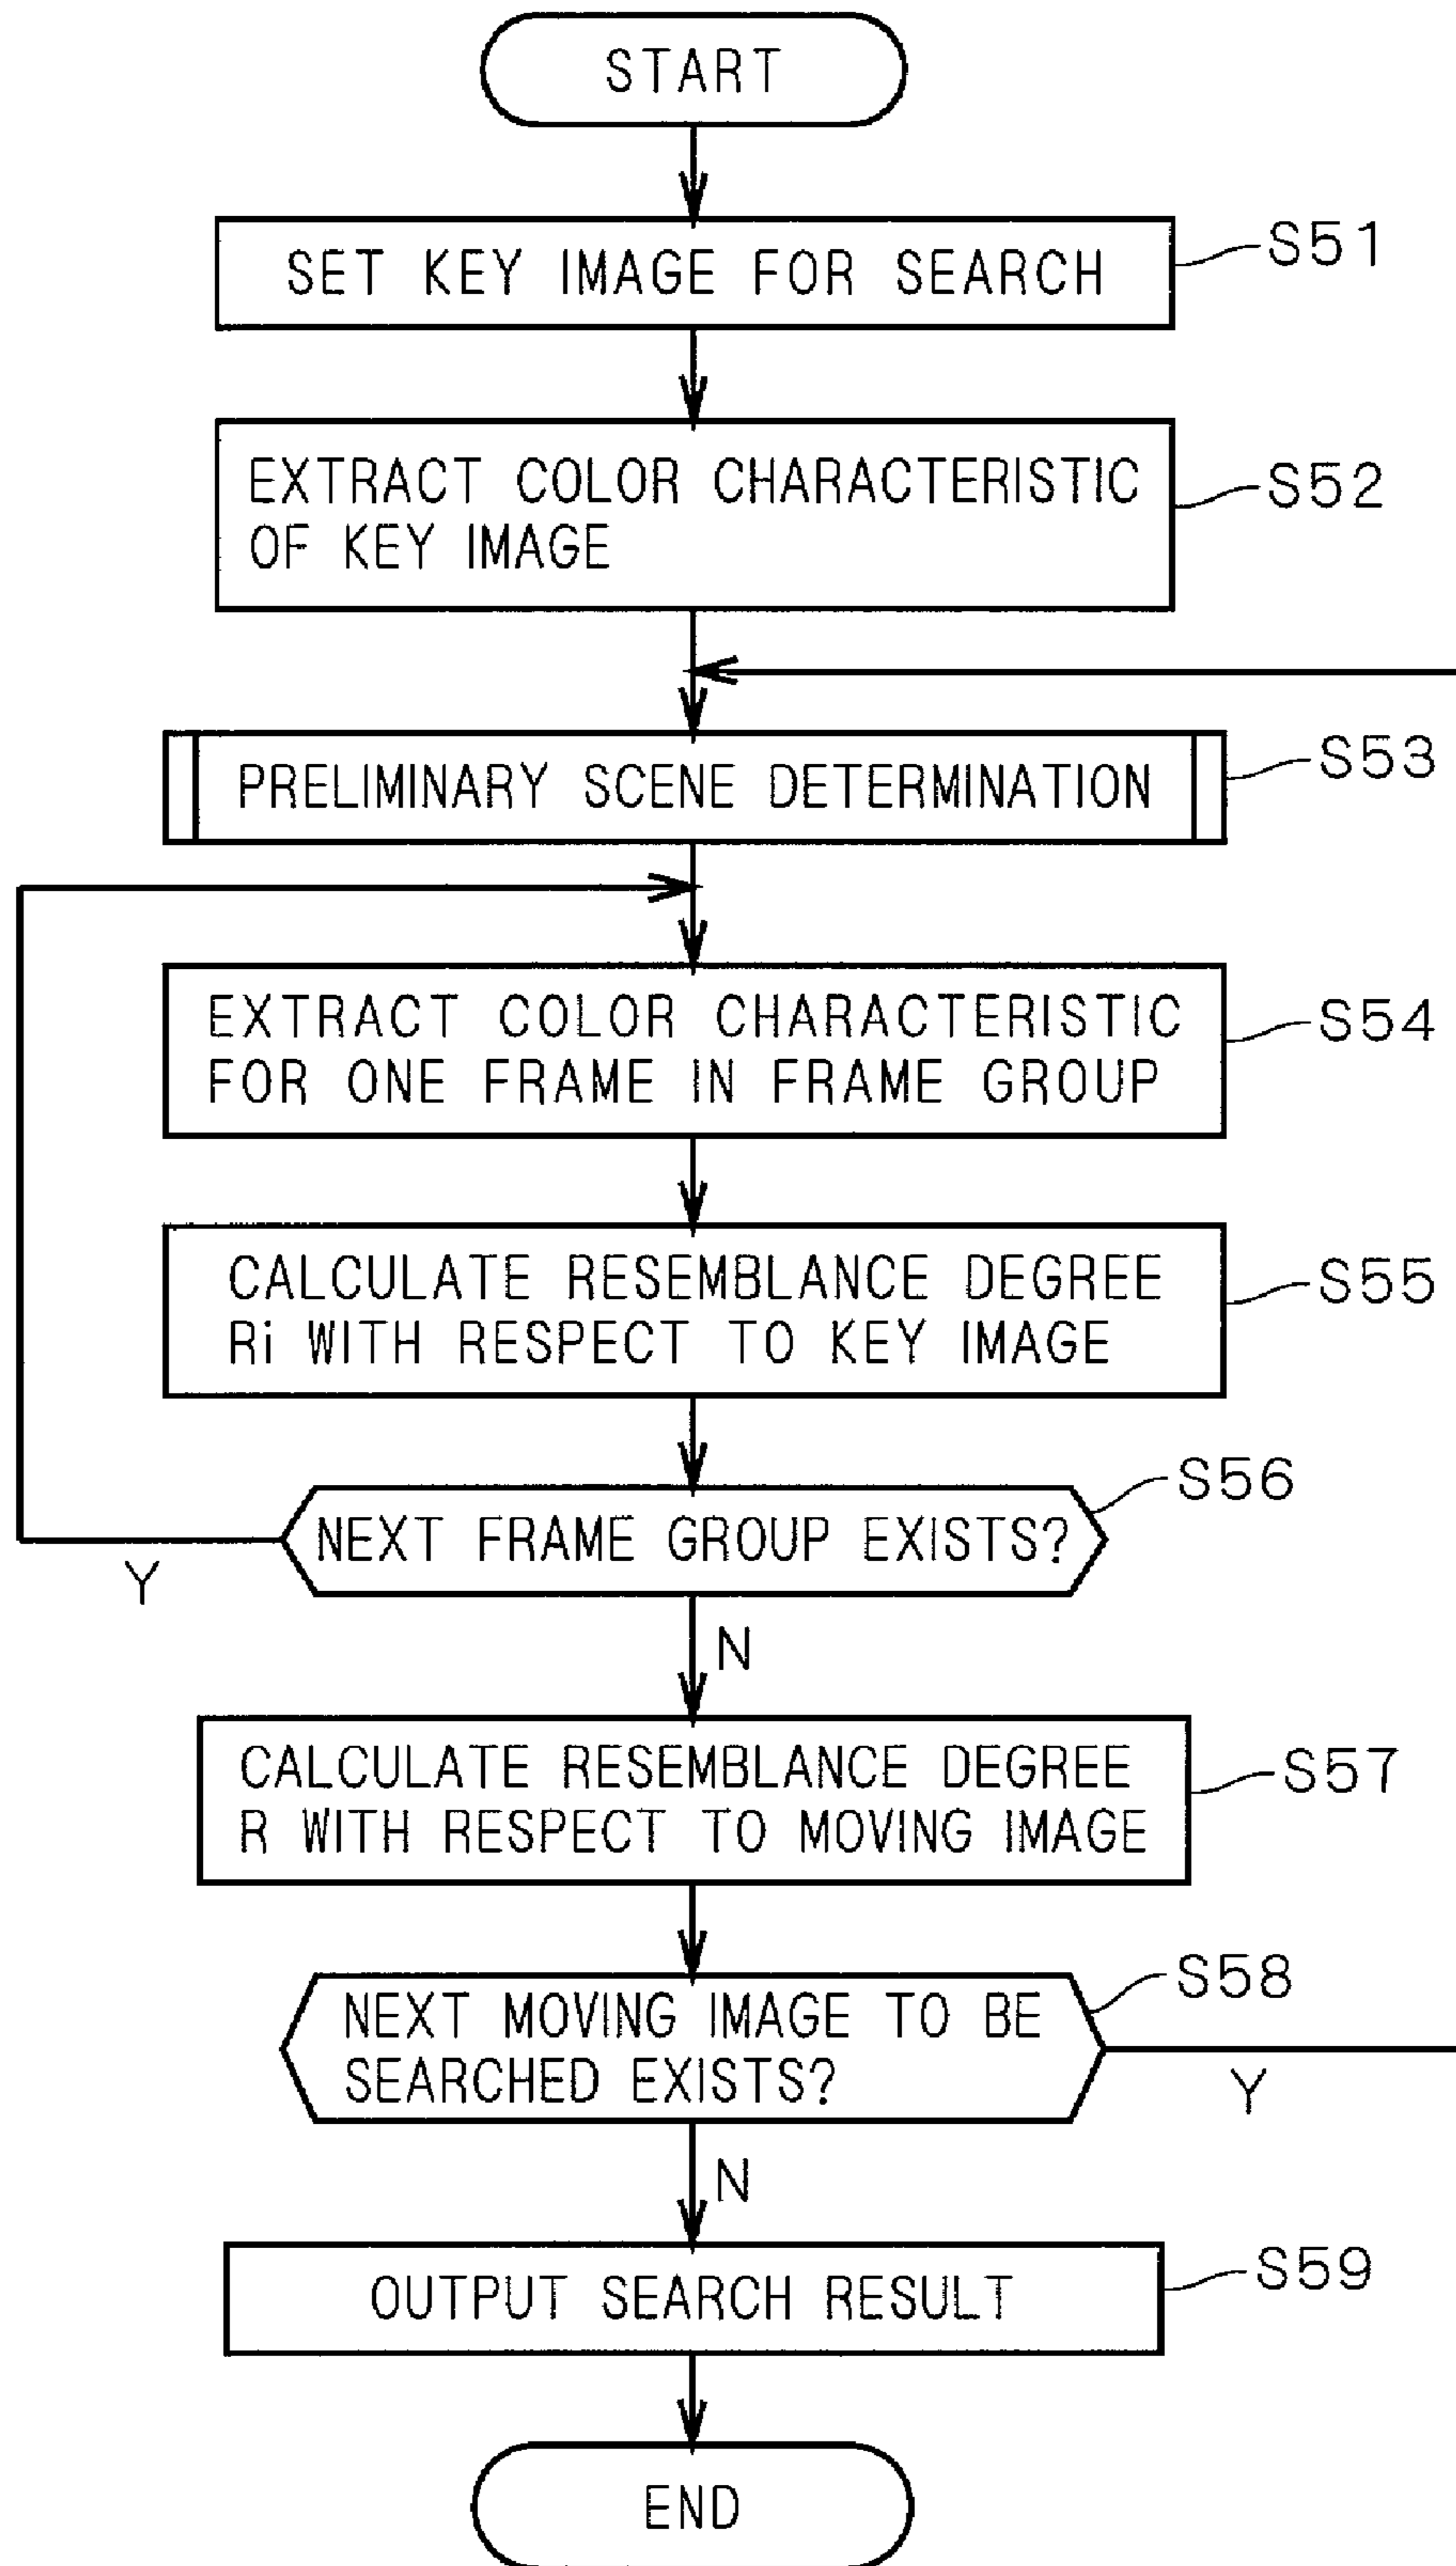 START
SET KEY IMAGE FOR SEARCH
S51
EXTRACT COLOR CHARACTERISTIC
OF KEY IMAGE
S52
PRELIMINARY SCENE DETERMINATION
S53
EXTRACT COLOR CHARACTERISTIC
FOR ONE FRAME IN FRAME GROUP
S54
CALCULATE RESEMBLANCE DEGREE
Ri WITH RESPECT TO KEY IMAGE
S55
NEXT FRAME GROUP EXISTS?
S56
Y
N
CALCULATE RESEMBLANCE DEGREE
R WITH RESPECT TO MOVING IMAGE
S57
NEXT MOVING IMAGE TO BE
SEARCHED EXISTS?
S58
Y
N
OUTPUT SEARCH RESULT
S59
END